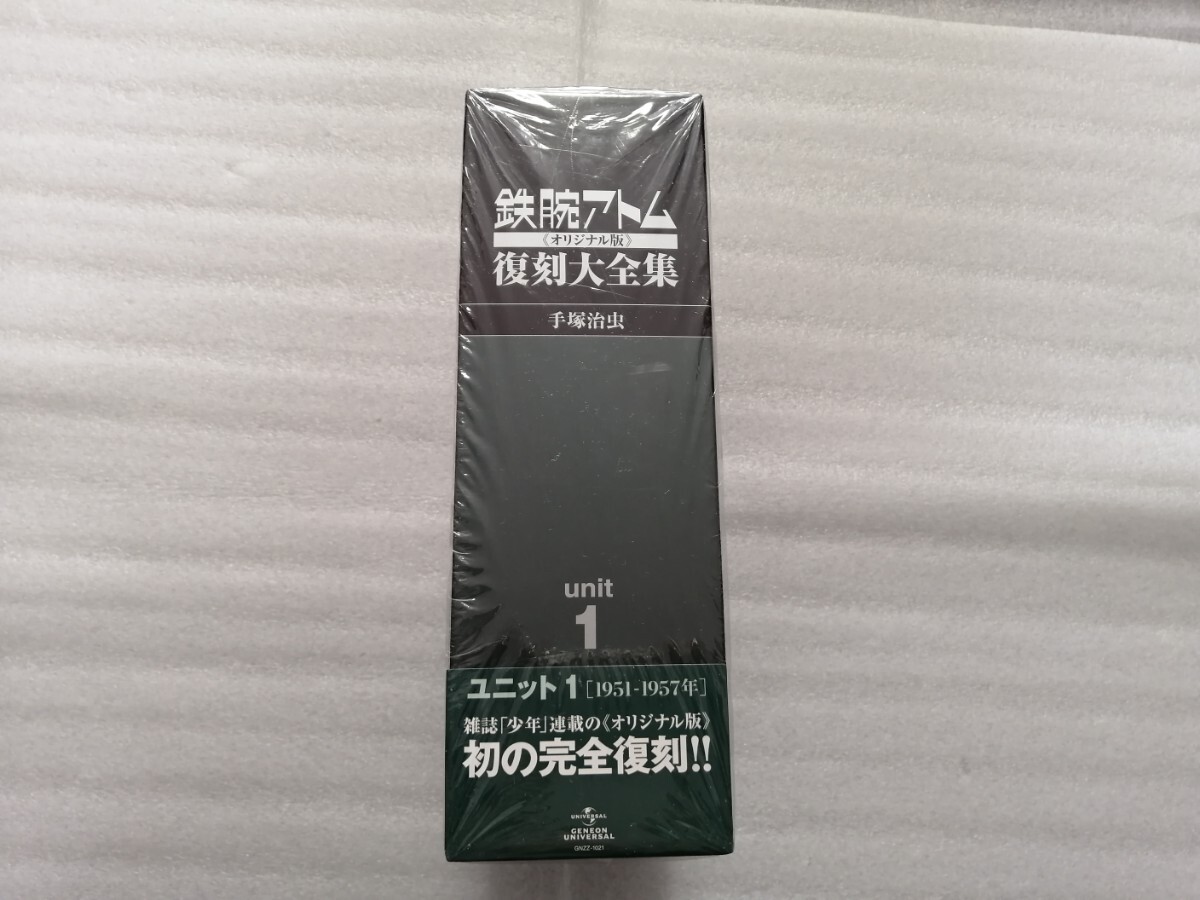 鉄腕アトム
《オリジナル版》
復刻大全集
手塚治虫
unit
1
ユニット1[1951-1957年]
雑誌「少年」連載の《オリジナル版》
初の完全復刻!!
UNIVERSAL
GENEON
UNIVERSAL
GNZZ-1021